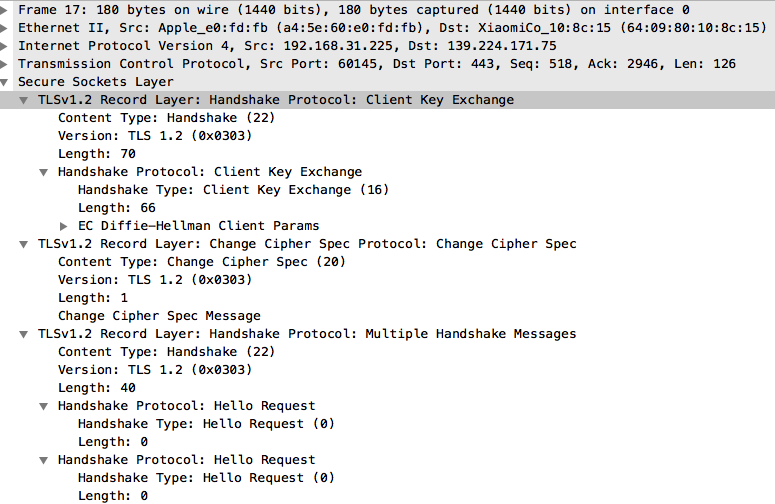 Frame 17: 180 bytes on wire (1440 bits), 180 bytes captured (1440 bits) on interface 0
Ethernet II, Src: Apple_e0:fd:fb (a4:5e:60:e0:fd:fb), Dst: XiaomiCo_10:8c:15 (64:09:80:10:8c:15)
Internet Protocol Version 4, Src: 192.168.31.225, Dst: 139.224.171.75
Transmission Control Protocol, Src Port: 60145, Dst Port: 443, Seq: 518, Ack: 2946, Len: 126
Secure Sockets Layer
TLSv1.2 Record Layer: Handshake Protocol: Client Key Exchange
Content Type: Handshake (22)
Version: TLS 1.2 (0x0303)
Length: 70
Handshake Protocol: Client Key Exchange
Handshake Type: Client Key Exchange (16)
Length: 66
EC Diffie-Hellman Client Params
TLSv1.2 Record Layer: Change Cipher Spec Protocol: Change Cipher Spec
Content Type: Change Cipher Spec (20)
Version: TLS 1.2 (0x0303)
Length: 1
Change Cipher Spec Message
TLSv1.2 Record Layer: Handshake Protocol: Multiple Handshake Messages
Content Type: Handshake (22)
Version: TLS 1.2 (0x0303)
Length: 40
Handshake Protocol: Hello Request
Handshake Type: Hello Request (0)
Length: 0
Handshake Protocol: Hello Request
Handshake Type: Hello Request (0)
Length: 0